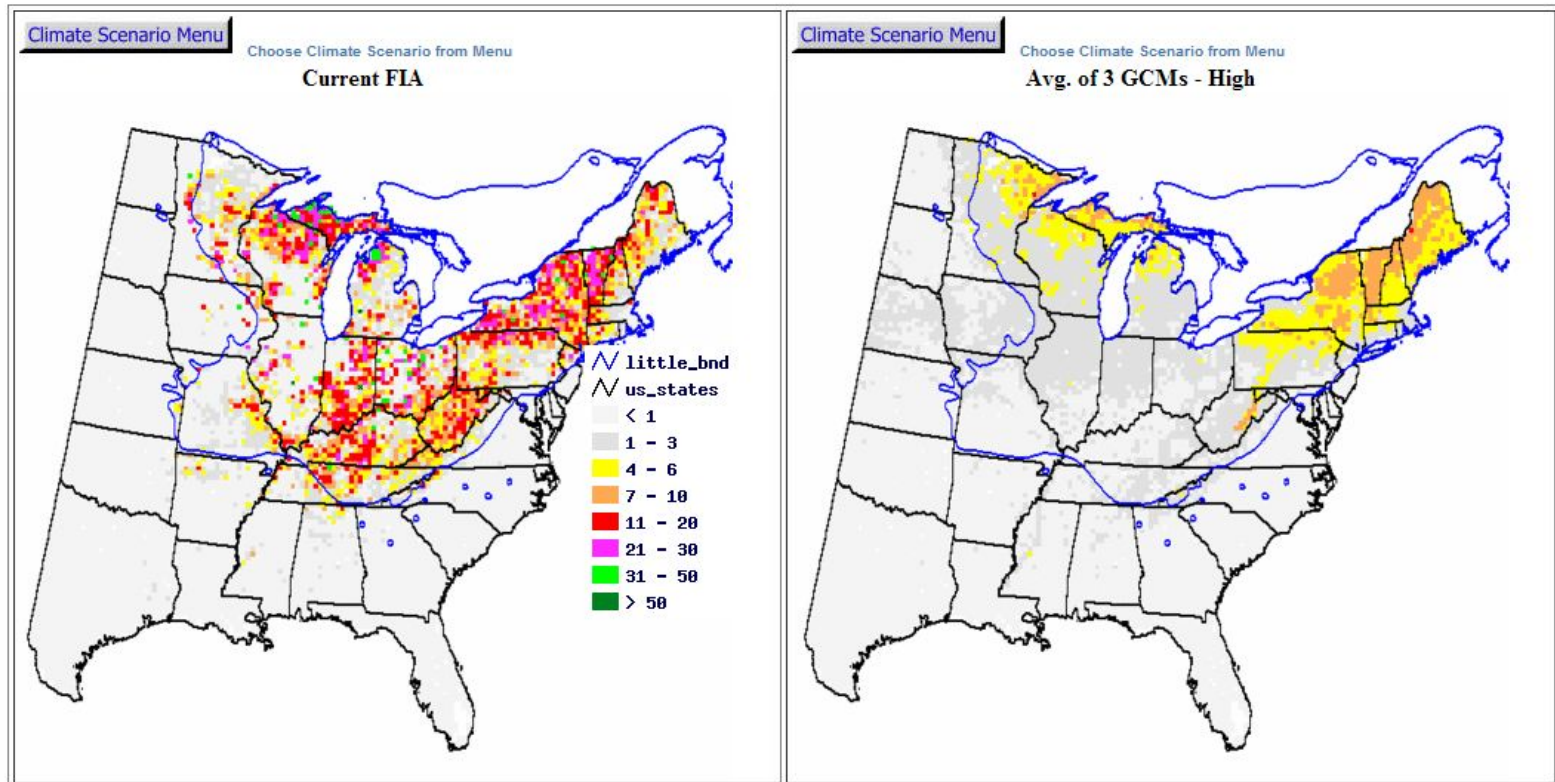 Climate Scenario Menu
Choose Climate Scenario from Menu
Current FIA
little_bnd
us_states
< 1
1 - 3
4 - 6
7 - 10
11 - 20
21 - 30
31 - 50
> 50
Climate Scenario Menu
Choose Climate Scenario from Menu
Avg. of 3 GCMs - High